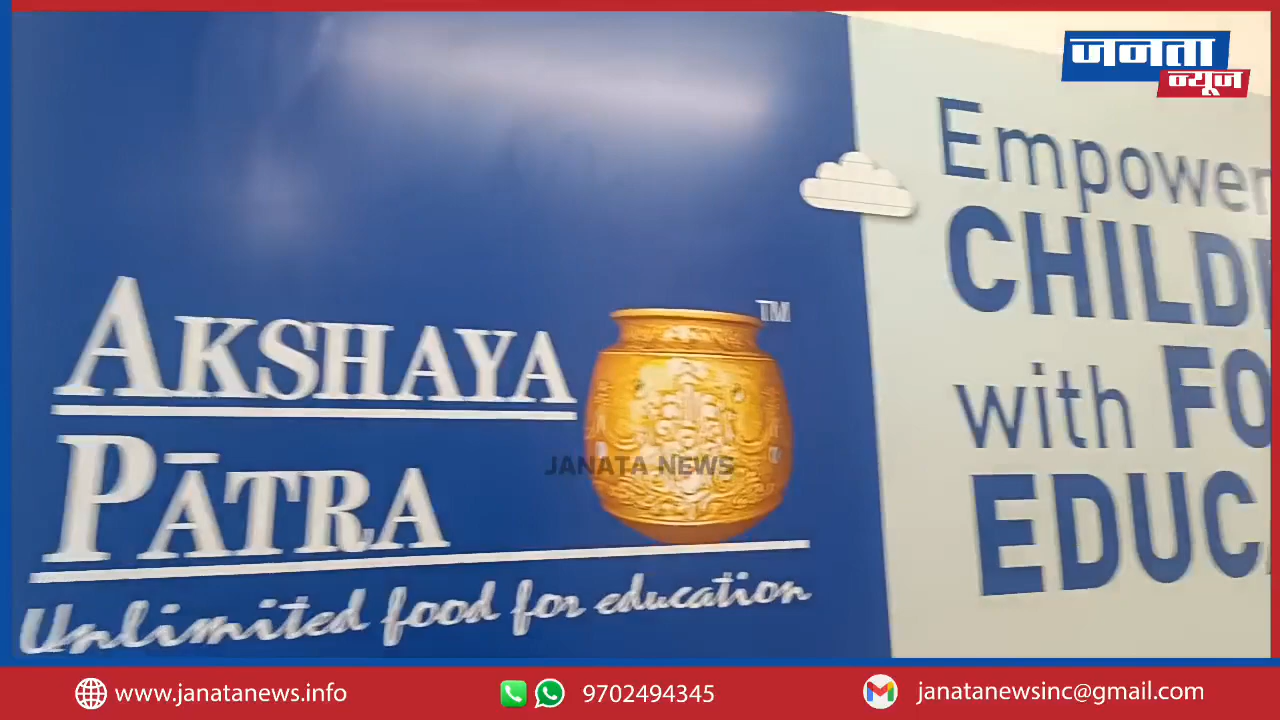 जनता
न्यूज
Empower
CHILD
with FO
EDUC
AKSHAYA
PĀTRA
TM
Unlimited food for education
JANATA NEWS
www.janatanews.info
9702494345
janatanewsinc@gmail.com